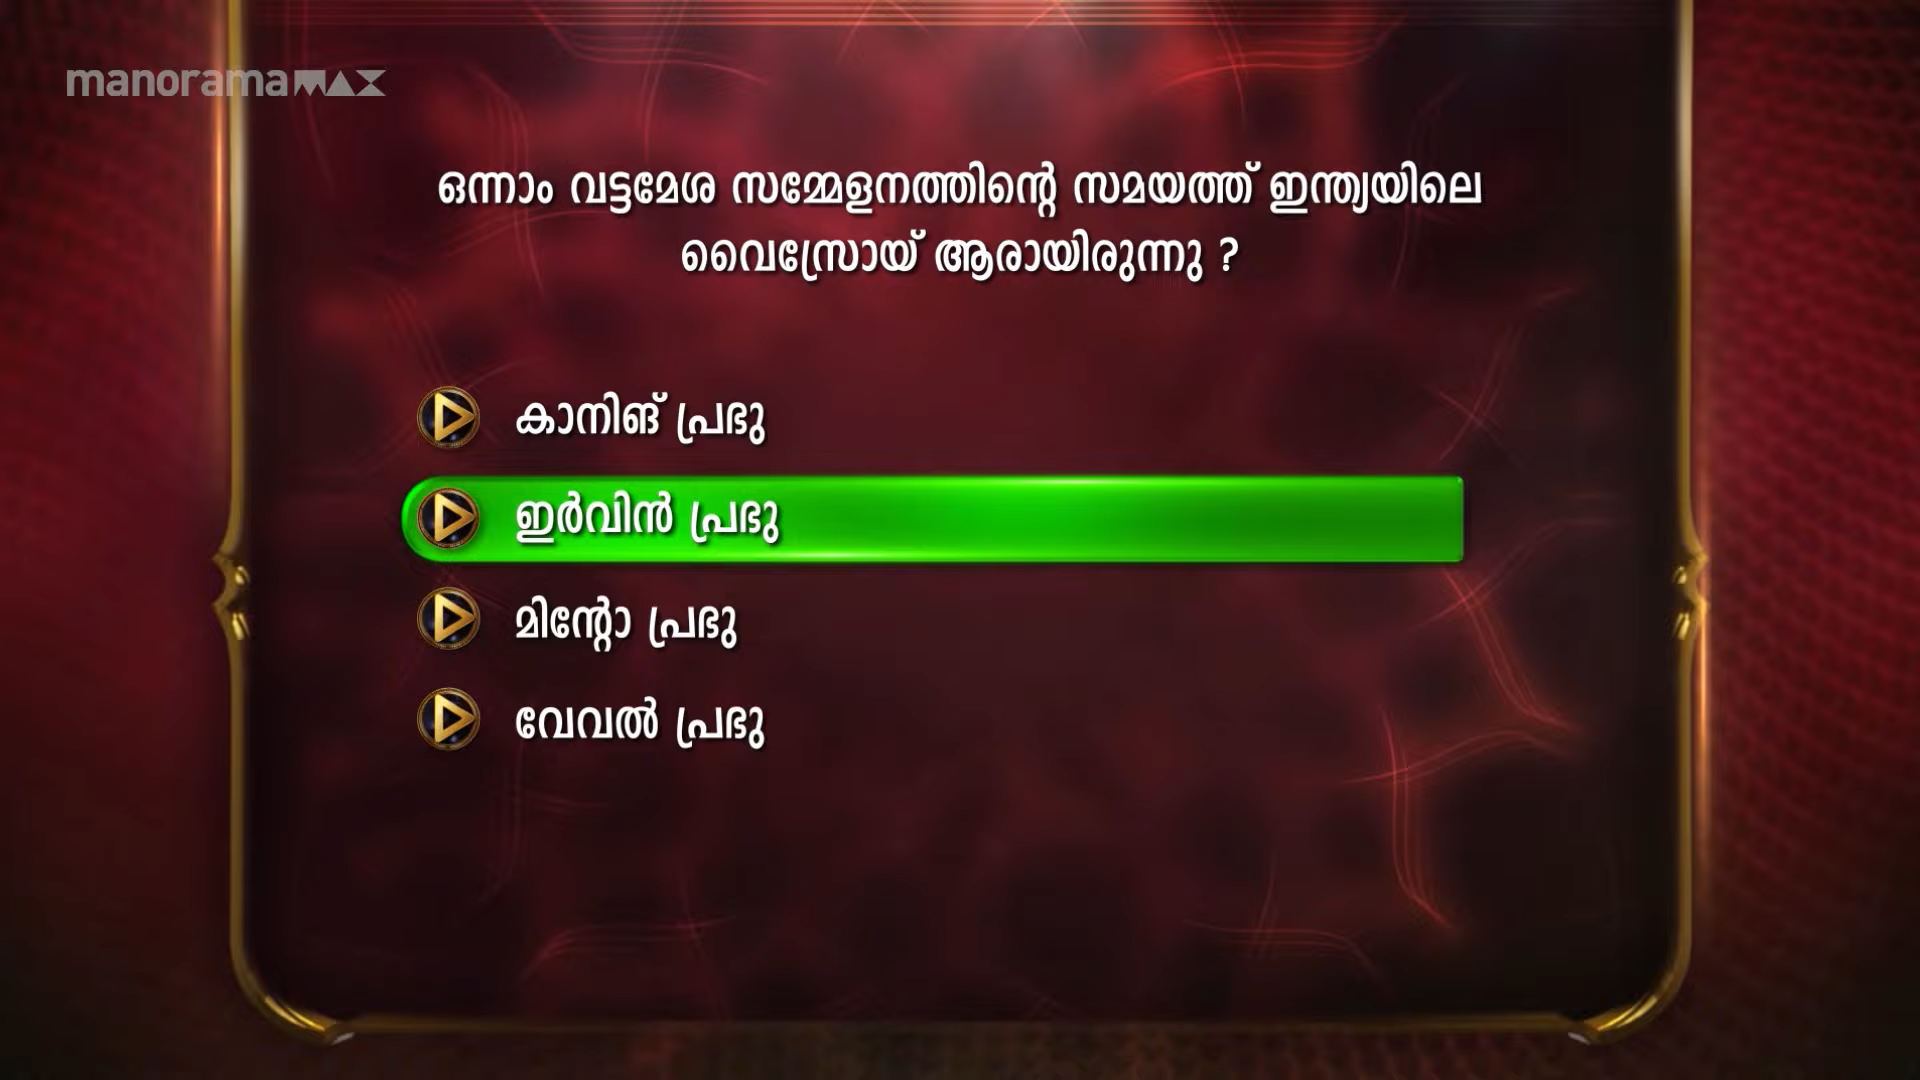 manoramaMAX
ഒന്നാം വട്ടമേശ സമ്മേളനത്തിന്റെ സമയത്ത് ഇന്ത്യയിലെ
വൈസ്രോയ് ആരായിരുന്നു ?
കാനിങ് പ്രഭു
ഇർവിൻ പ്രഭു
മിന്റോ പ്രഭു
വേവൽ പ്രഭു